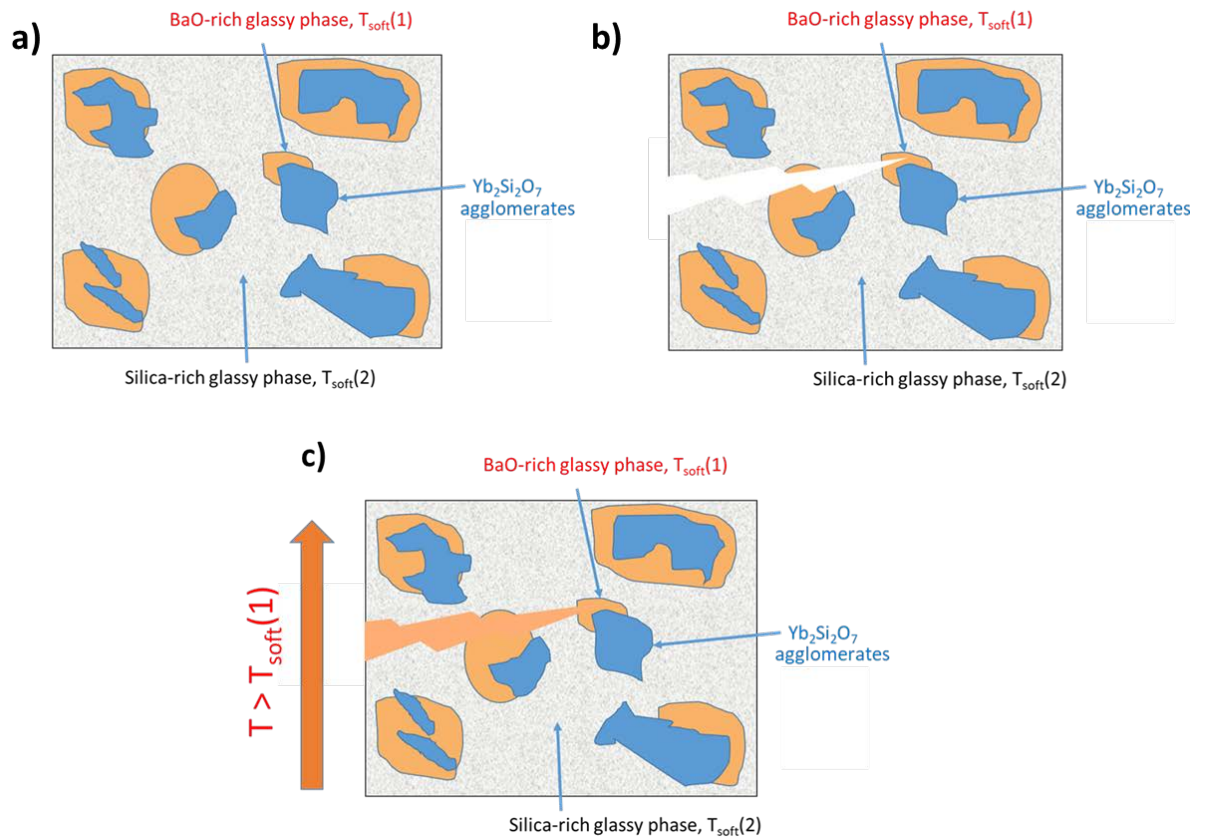 a)
BaO-rich glassy phase, Tsoft(1)
Yb2Si2O7
agglomerates
Silica-rich glassy phase, Tsoft(2)
b)
BaO-rich glassy phase, Tsoft(1)
Yb2Si2O7
agglomerates
Silica-rich glassy phase, Tsoft(2)
c)
BaO-rich glassy phase, Tsoft(1)
T > Tsoft(1)
Yb2Si2O7
agglomerates
Silica-rich glassy phase, Tsoft(2)